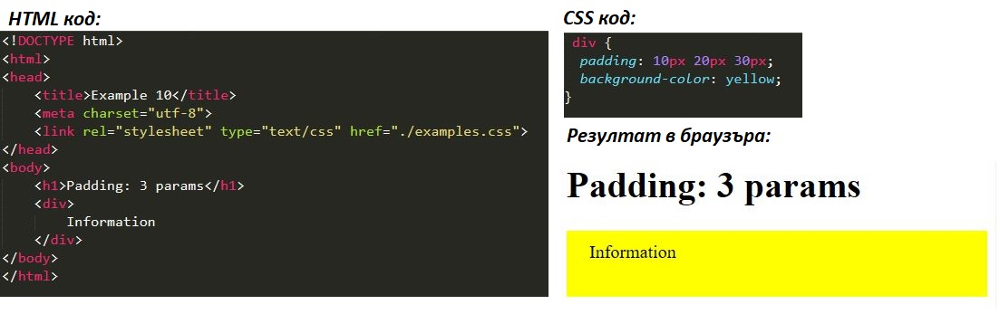 HTML код:
<!DOCTYPE html>
<html>
<head>
    <title>Example 10</title>
    <meta charset="utf-8">
    <link rel="stylesheet" type="text/css" href="./examples.css">
</head>
<body>
    <h1>Padding: 3 params</h1>
    <div>
        Information
    </div>
</body>
</html>
CSS код:
div {
  padding: 10px 20px 30px;
  background-color: yellow;
}
Резултат в браузъра:
Padding: 3 params
Information